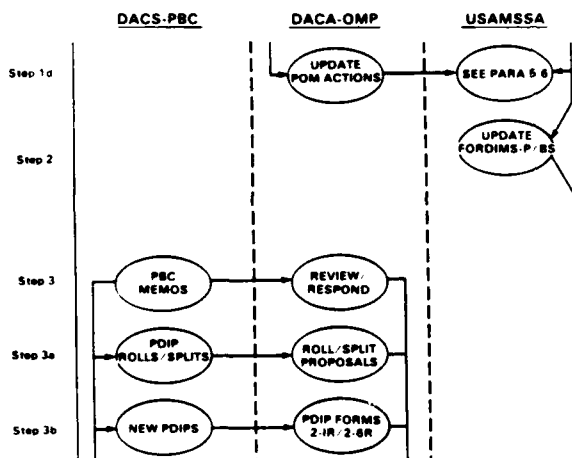 DACS-PBC DACA-OMP USAMSSA
Step 1d
UPDATE
POM ACTIONS
SEE PARA 5-6
Step 2
UPDATE
FORDIMS-P/BS
Step 3
PBC
MEMOS
REVIEW/
RESPOND
Step 3a
PDIP
ROLLS/SPLITS
ROLL/SPLIT
PROPOSALS
Step 3b
NEW PDIPS
PDIP FORMS
2-IR/2-6R